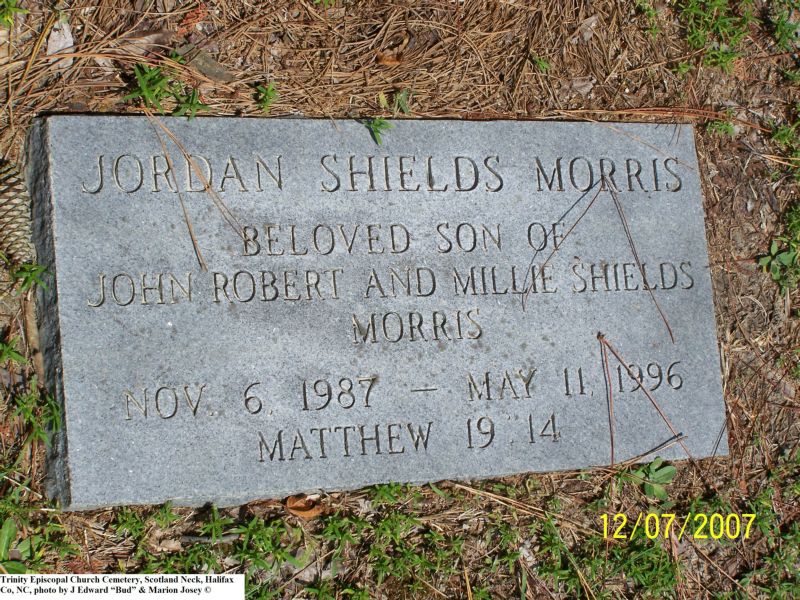 JORDAN SHIELDS MORRIS
BELOVED SON OF
JOHN ROBERT AND MILLIE SHIELDS
MORRIS
NOV. 6, 1987 — MAY 11, 1996
MATTHEW 19:14
12/07/2007
Trinity Episcopal Church Cemetery, Scotland Neck, Halifax
Co, NC, photo by J Edward “Bud” & Marion Josey ©